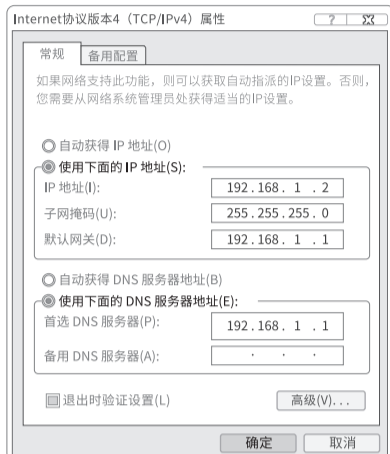 Internet协议版本4（TCP/IPv4）属性
? X
常规 备用配置
如果网络支持此功能，则可以获取自动指派的IP设置。否则，
您需要从网络系统管理员处获得适当的IP设置。
自动获得 IP 地址(O)
使用下面的 IP 地址(S):
IP 地址(I): 192.168. 1 . 2
子网掩码(U): 255.255.255. 0
默认网关(D): 192.168. 1 . 1
自动获得 DNS 服务器地址(B)
使用下面的 DNS 服务器地址(E):
首选 DNS 服务器(P): 192.168. 1 . 1
备用 DNS 服务器(A): . . .
退出时验证设置(L) 高级(V)...
确定 取消